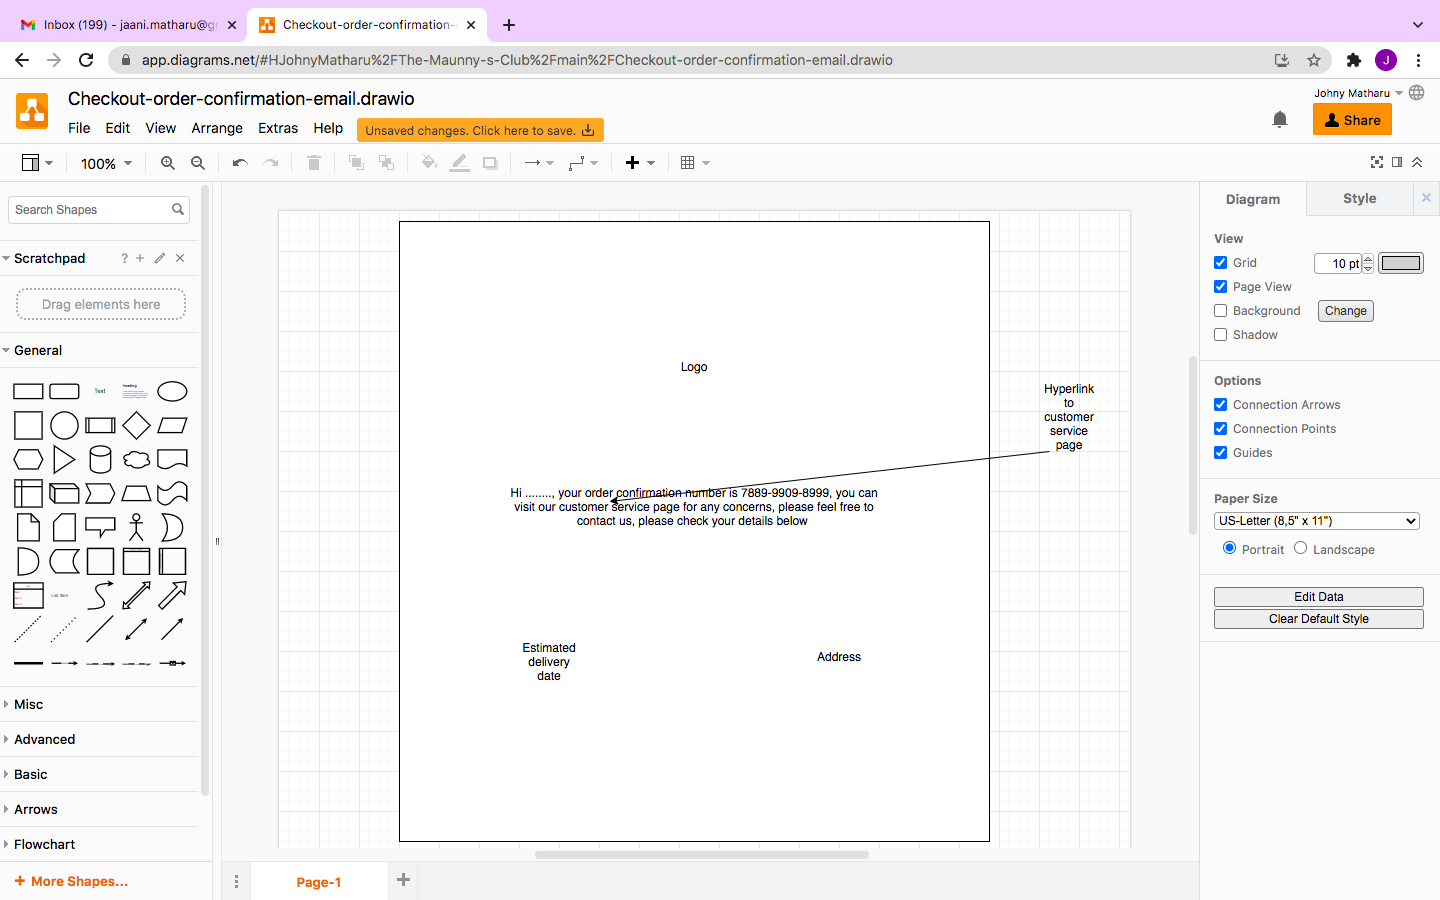 Inbox (199) - jaani.matharu@g
Checkout-order-confirmation-
app.diagrams.net/#HJohnyMatharu%2FThe-Maunny-s-Club%2Fmain%2FCheckout-order-confirmation-email.drawio
J
Checkout-order-confirmation-email.drawio
Johny Matharu
File Edit View Arrange Extras Help
Unsaved changes. Click here to save.
Share
100%
Search Shapes
Scratchpad
?
Drag elements here
General
Text
Heading
List Item
Misc
Advanced
Basic
Arrows
Flowchart
+ More Shapes...
Logo
Hyperlink
to
customer
service
page
Hi ........, your order confirmation number is 7889-9909-8999, you can
visit our customer service page for any concerns, please feel free to
contact us, please check your details below
Estimated
delivery
date
Address
Page-1
Diagram
Style
View
Grid
10 pt
Page View
Background
Change
Shadow
Options
Connection Arrows
Connection Points
Guides
Paper Size
US-Letter (8,5" x 11")
Portrait
Landscape
Edit Data
Clear Default Style